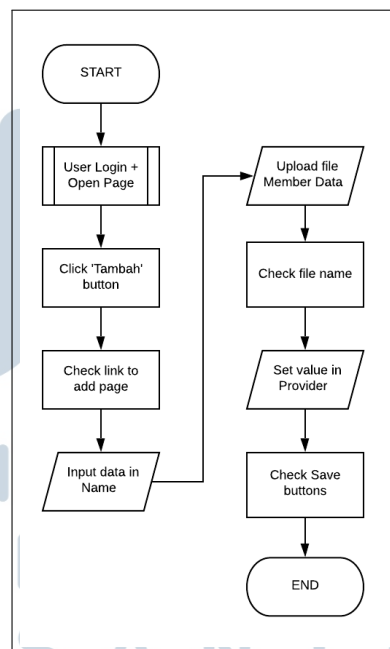 START
User Login +
Open Page
Click 'Tambah'
button
Check link to
add page
Input data in
Name
Upload file
Member Data
Check file name
Set value in
Provider
Check Save
buttons
END